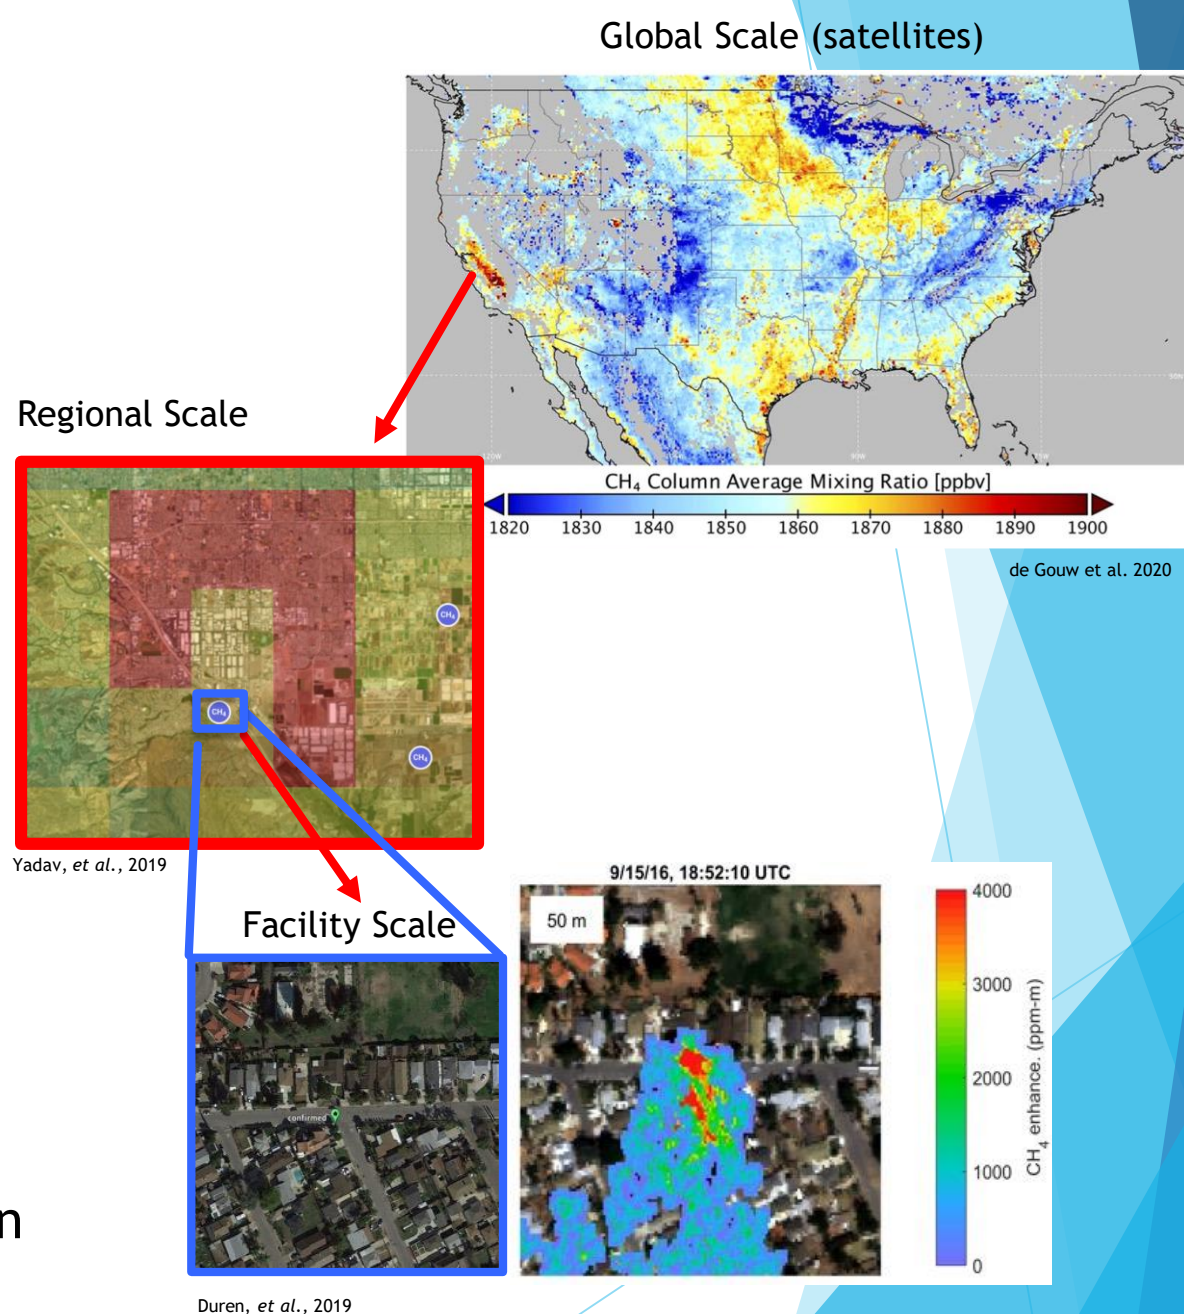 Global Scale (satellites)
120W
90W
CH₄ Column Average Mixing Ratio [ppbv]
1820 1830 1840 1850 1860 1870 1880 1890 1900
de Gouw et al. 2020
Regional Scale
CH₄
CH₄
CH₄
Yadav, et al., 2019
Facility Scale
confirmed
9/15/16, 18:52:10 UTC
50 m
4000
3000
2000
1000
0
CH₄ enhance. (ppm-m)
n
Duren, et al., 2019